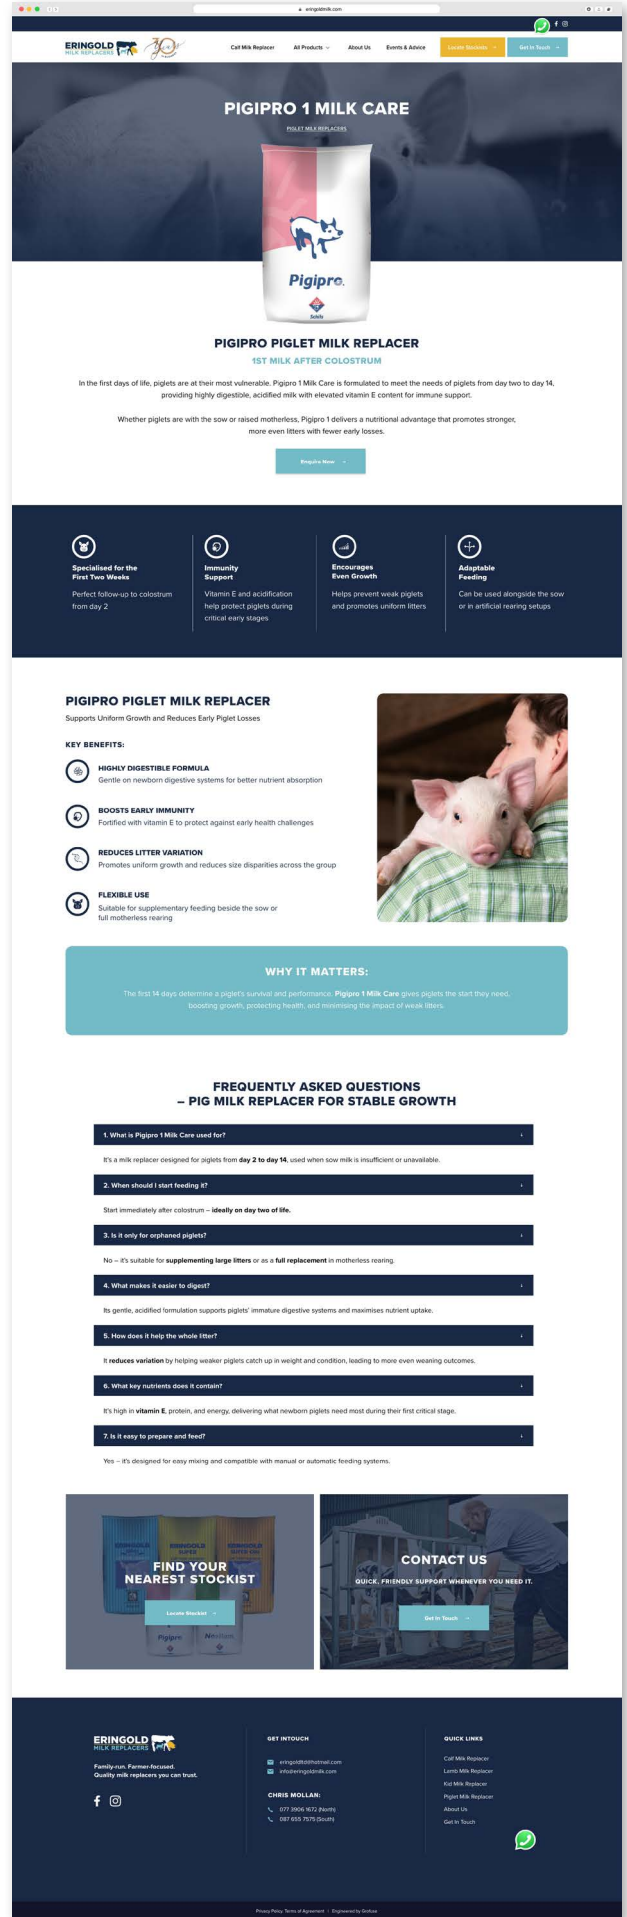 eringoldmilk.com
ERINGOLD
MILK REPLACERS
Calf Milk Replacer
All Products
About Us
Events & Advice
Locate Stockist
Get In Touch
PIGIPRO 1 MILK CARE
PIGLET MILK REPLACERS
Pigipro.
PIGIPRO PIGLET MILK REPLACER
1ST MILK AFTER COLOSTRUM
In the first days of life, piglets are at their most vulnerable. Pigipro 1 Milk Care is formulated to meet the needs of piglets from day two to day 14,
providing highly digestible, acidified milk with elevated vitamin E content for immune support.
Whether piglets are with the sow or raised motherless, Pigipro 1 delivers a nutritional advantage that promotes stronger,
more even litters with fewer early losses.
Enquire Now
Specialised for the
First Two Weeks
Perfect follow-up to colostrum
from day 2
Immunity
Support
Vitamin E and acidification
help protect piglets during
critical early stages
Encourages
Even Growth
Helps prevent weak piglets
and promotes uniform litters
Adaptable
Feeding
Can be used alongside the sow
or in artificial rearing setups
PIGIPRO PIGLET MILK REPLACER
Supports Uniform Growth and Reduces Early Piglet Losses
KEY BENEFITS:
HIGHLY DIGESTIBLE FORMULA
Gentle on newborn digestive systems for better nutrient absorption
BOOSTS EARLY IMMUNITY
Fortified with vitamin E to protect against early health challenges
REDUCES LITTER VARIATION
Promotes uniform growth and reduces size disparities across the group
FLEXIBLE USE
Suitable for supplementary feeding beside the sow or
full motherless rearing
WHY IT MATTERS:
The first 14 days determine a piglet's survival and performance. Pigipro 1 Milk Care gives piglets the start they need,
boosting growth, protecting health, and minimising the impact of weak litters.
FREQUENTLY ASKED QUESTIONS
– PIG MILK REPLACER FOR STABLE GROWTH
1. What is Pigipro 1 Milk Care used for?
It's a milk replacer designed for piglets from day 2 to day 14, used when sow milk is insufficient or unavailable.
2. When should I start feeding it?
Start immediately after colostrum – ideally on day two of life.
3. Is it only for orphaned piglets?
No – it's suitable for supplementing large litters or as a full replacement in motherless rearing.
4. What makes it easier to digest?
Its gentle, acidified formulation supports piglets' immature digestive systems and maximises nutrient uptake.
5. How does it help the whole litter?
It reduces variation by helping weaker piglets catch up in weight and condition, leading to more even weaning outcomes.
6. What key nutrients does it contain?
It's high in vitamin E, protein, and energy, delivering what newborn piglets need most during their first critical stage.
7. Is it easy to prepare and feed?
Yes – it's designed for easy mixing and compatible with manual or automatic feeding systems.
FIND YOUR
NEAREST STOCKIST
Locate Stockist
Pigipro
CONTACT US
QUICK, FRIENDLY SUPPORT WHENEVER YOU NEED IT.
Get In Touch
ERINGOLD
MILK REPLACERS
Family-run. Farmer-focused.
Quality milk replacers you can trust.
GET INTOUCH
eringoldltd@hotmail.com
info@eringoldmilk.com
CHRIS MOLLAN:
077 3906 1672 (North)
087 655 7575 (South)
QUICK LINKS
Calf Milk Replacer
Lamb Milk Replacer
Kid Milk Replacer
Piglet Milk Replacer
About Us
Get In Touch
Privacy Policy Terms of Agreement | Engineered by Grofuse